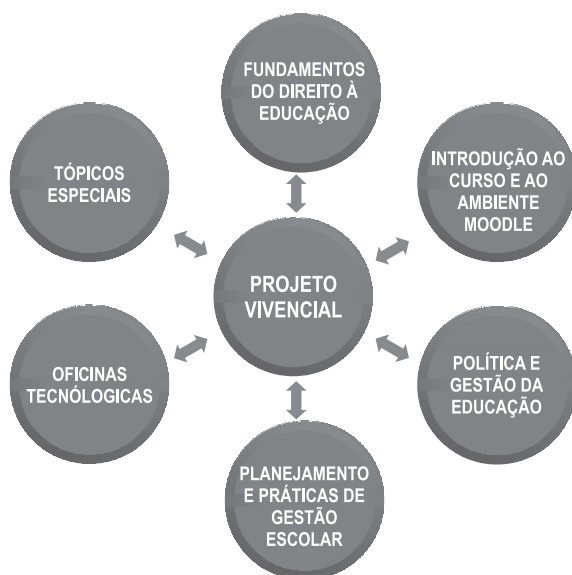 FUNDAMENTOS
DO DIREITO À
EDUCAÇÃO
TÓPICOS
ESPECIAIS
INTRODUÇÃO AO
CURSO E AO
AMBIENTE
MOODLE
PROJETO
VIVENCIAL
OFICINAS
TECNÓLOGICAS
POLÍTICA E
GESTÃO DA
EDUCAÇÃO
PLANEJAMENTO
E PRÁTICAS DE
GESTÃO
ESCOLAR